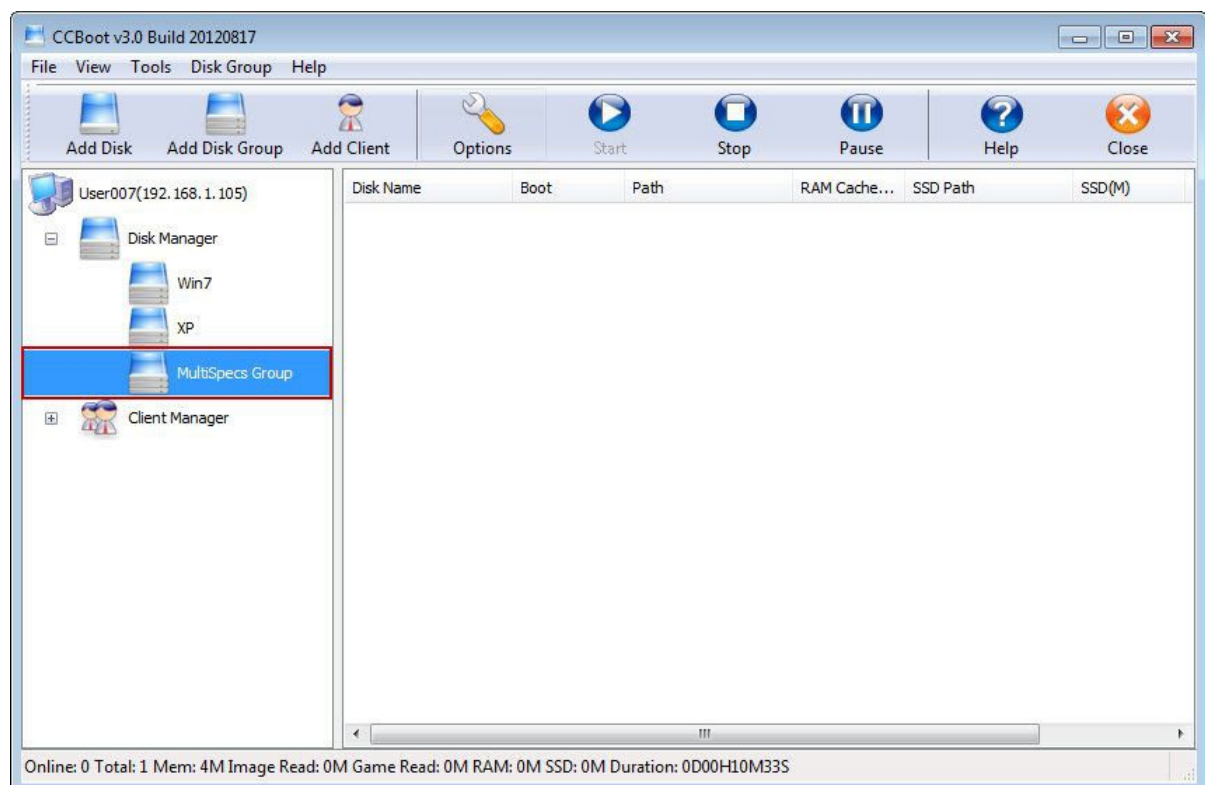 CCBoot v3.0 Build 20120817
File View Tools Disk Group Help
Add Disk Add Disk Group Add Client Options Start Stop Pause Help Close
User007(192.168.1.105)
Disk Name Boot Path RAM Cache... SSD Path SSD(M)
Disk Manager
Win7
XP
MultiSpecs Group
Client Manager
Online: 0 Total: 1 Mem: 4M Image Read: 0M Game Read: 0M RAM: 0M SSD: 0M Duration: 0D00H10M33S